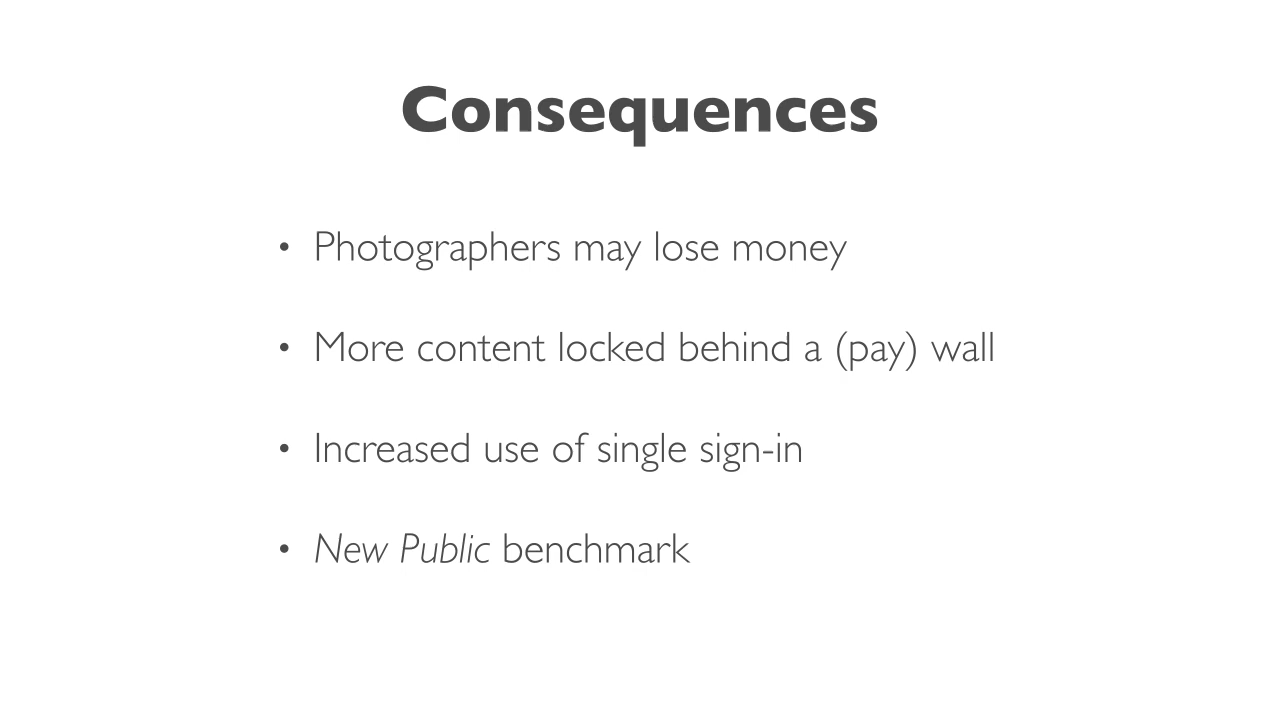 Consequences
• Photographers may lose money
• More content locked behind a (pay) wall
• Increased use of single sign-in
• New Public benchmark